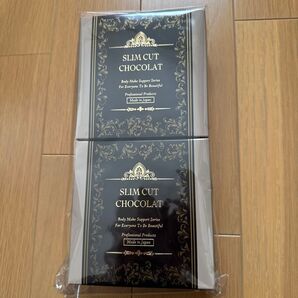 SLIM CUT
CHOCOLAT
Body Make Support Series
For Everyone To Be Beautiful
Professional Products
Made in Japan
SLIM CUT
CHOCOLAT
Body Make Support Series
For Everyone To Be Beautiful
Professional Products
Made in Japan